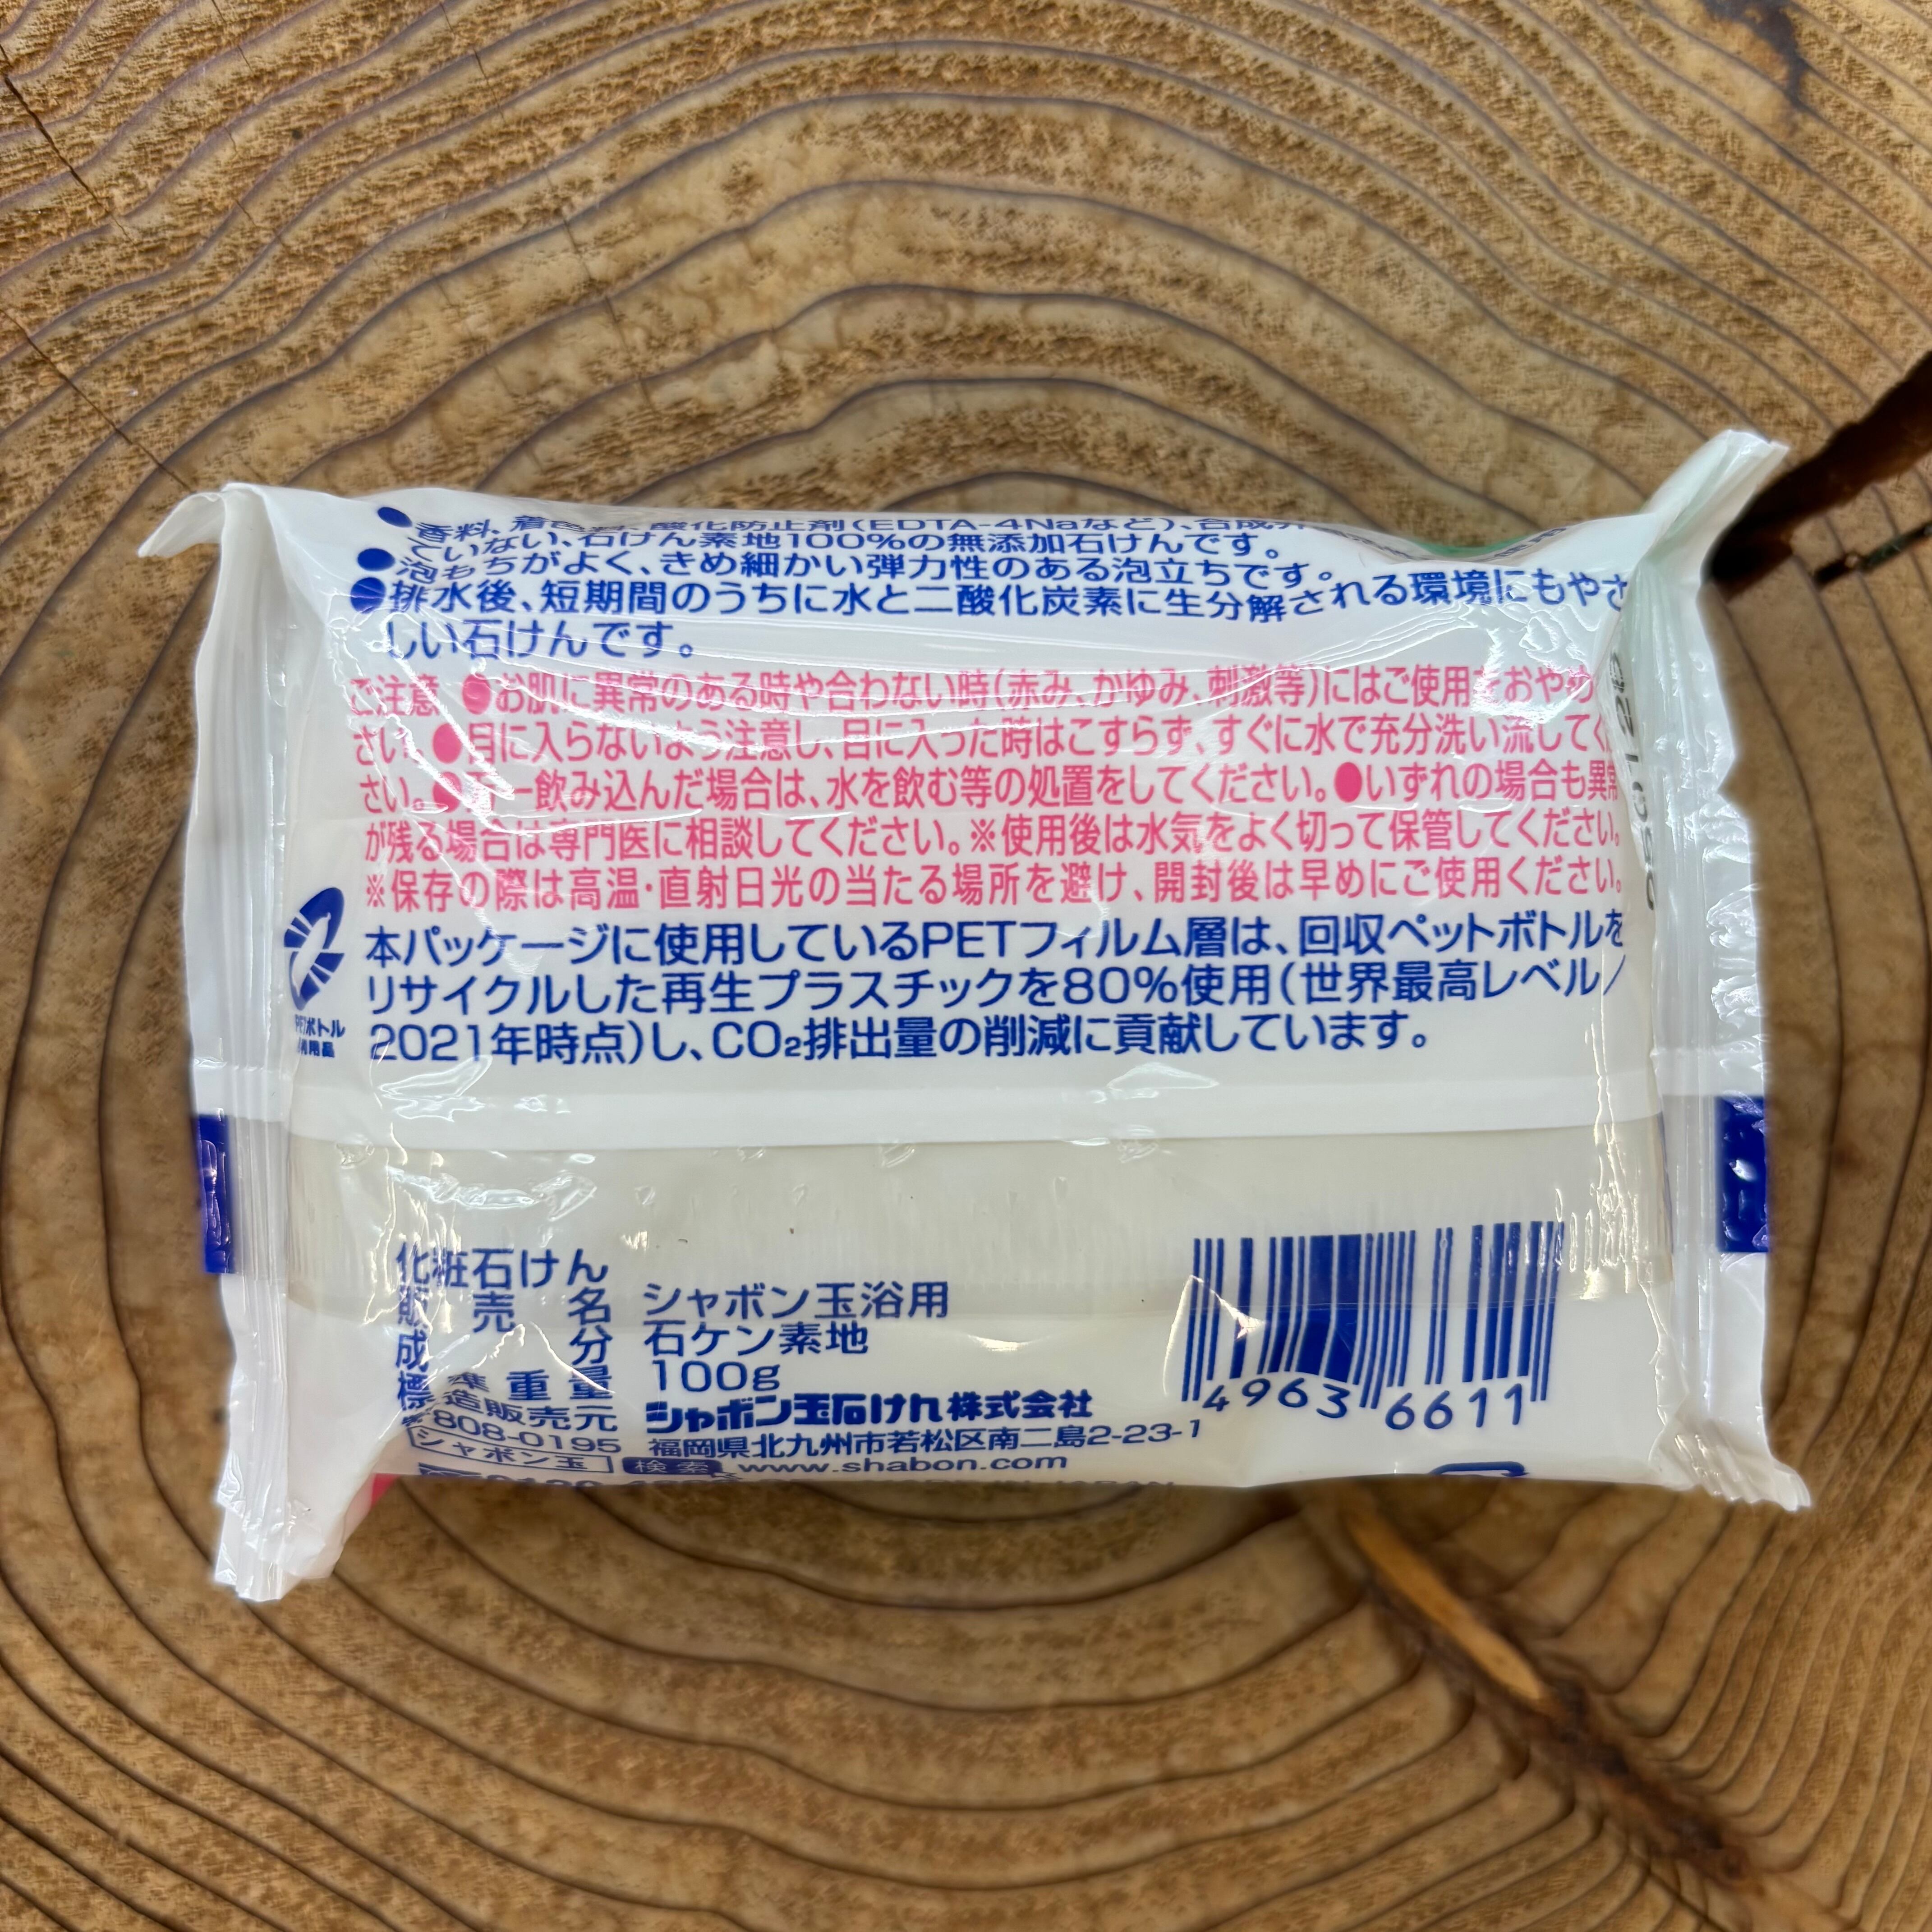 ●香料、着色料、酸化防止剤(EDTA-4Naなど)、合成界
ていない、石けん素地100%の無添加石けんです。
●泡もちがよく、きめ細かい弾力性のある泡立ちです。
●排水後、短期間のうちに水と二酸化炭素に生分解される環境にもやさ
しい石けんです。
ご注意 ●お肌に異常のある時や合わない時(赤み、かゆみ、刺激等)にはご使用をおやめ
さい。●目に入らないよう注意し、目に入った時はこすらず、すぐに水で充分洗い流してくだ
さい。●万一飲み込んだ場合は、水を飲む等の処置をしてください。●いずれの場合も異常
が残る場合は専門医に相談してください。※使用後は水気をよく切って保管してください。
※保存の際は高温・直射日光の当たる場所を避け、開封後は早めにご使用ください。
本パッケージに使用しているPETフィルム層は、回収ペットボトルを
リサイクルした再生プラスチックを80%使用(世界最高レベル/
2021年時点)し、CO₂排出量の削減に貢献しています。
PETボトル
利用品
化粧石けん
販売名 シャボン玉浴用
成分 石ケン素地
標準重量 100g
製造販売元 シャボン玉石けん株式会社
〒808-0195 福岡県北九州市若松区南二島2-23-1
シャボン玉 検索 www.shabon.com
4963 6611